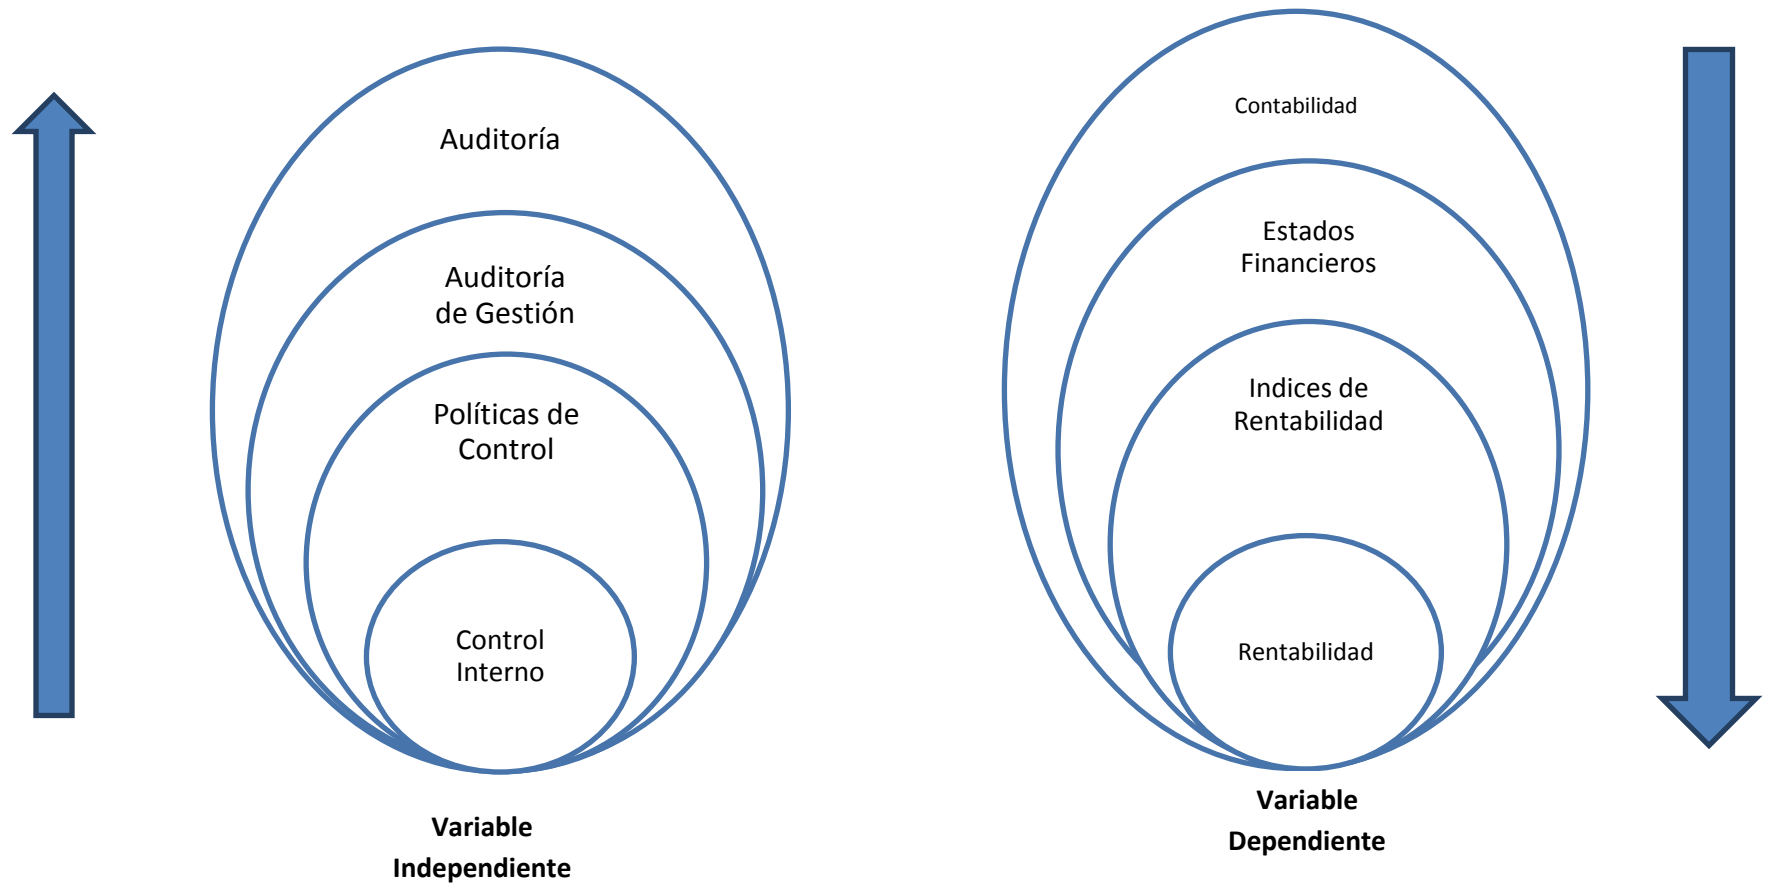 Auditoría
Auditoría
de Gestión
Políticas de
Control
Control
Interno
Variable
Independiente
Contabilidad
Estados
Financieros
Indices de
Rentabilidad
Rentabilidad
Variable
Dependiente